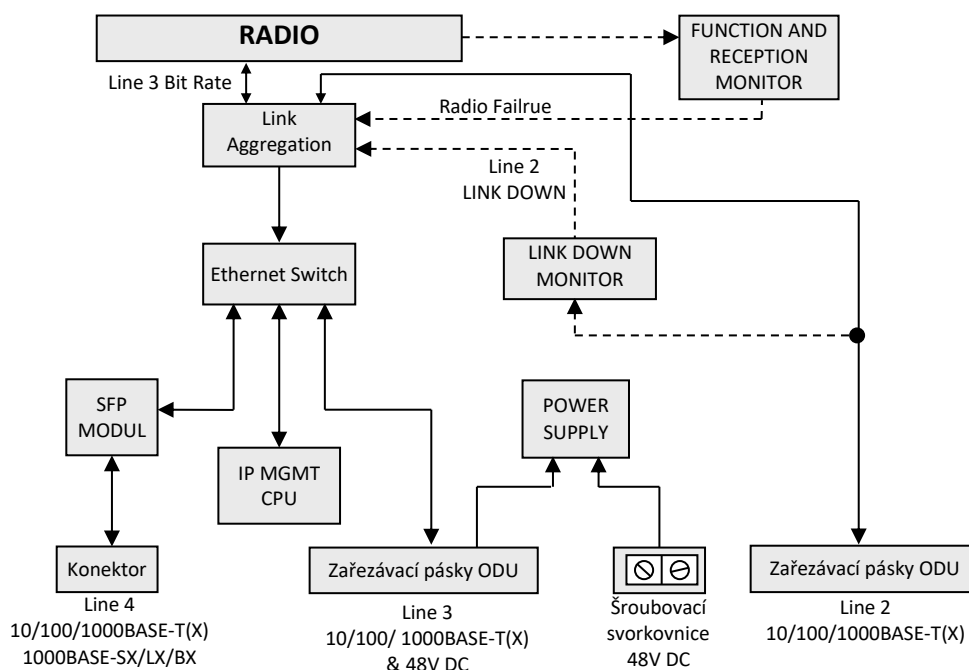 RADIO
FUNCTION AND
RECEPTION
MONITOR
Line 3 Bit Rate
Radio Failrue
Link
Aggregation
Line 2
LINK DOWN
Ethernet Switch
LINK DOWN
MONITOR
SFP
MODUL
POWER
SUPPLY
IP MGMT
CPU
Konektor
Zařezávací pásky ODU
Zařezávací pásky ODU
Line 4
10/100/1000BASE-T(X)
1000BASE-SX/LX/BX
Line 3
10/100/ 1000BASE-T(X)
& 48V DC
Šroubovací
svorkovnice
48V DC
Line 2
10/100/1000BASE-T(X)